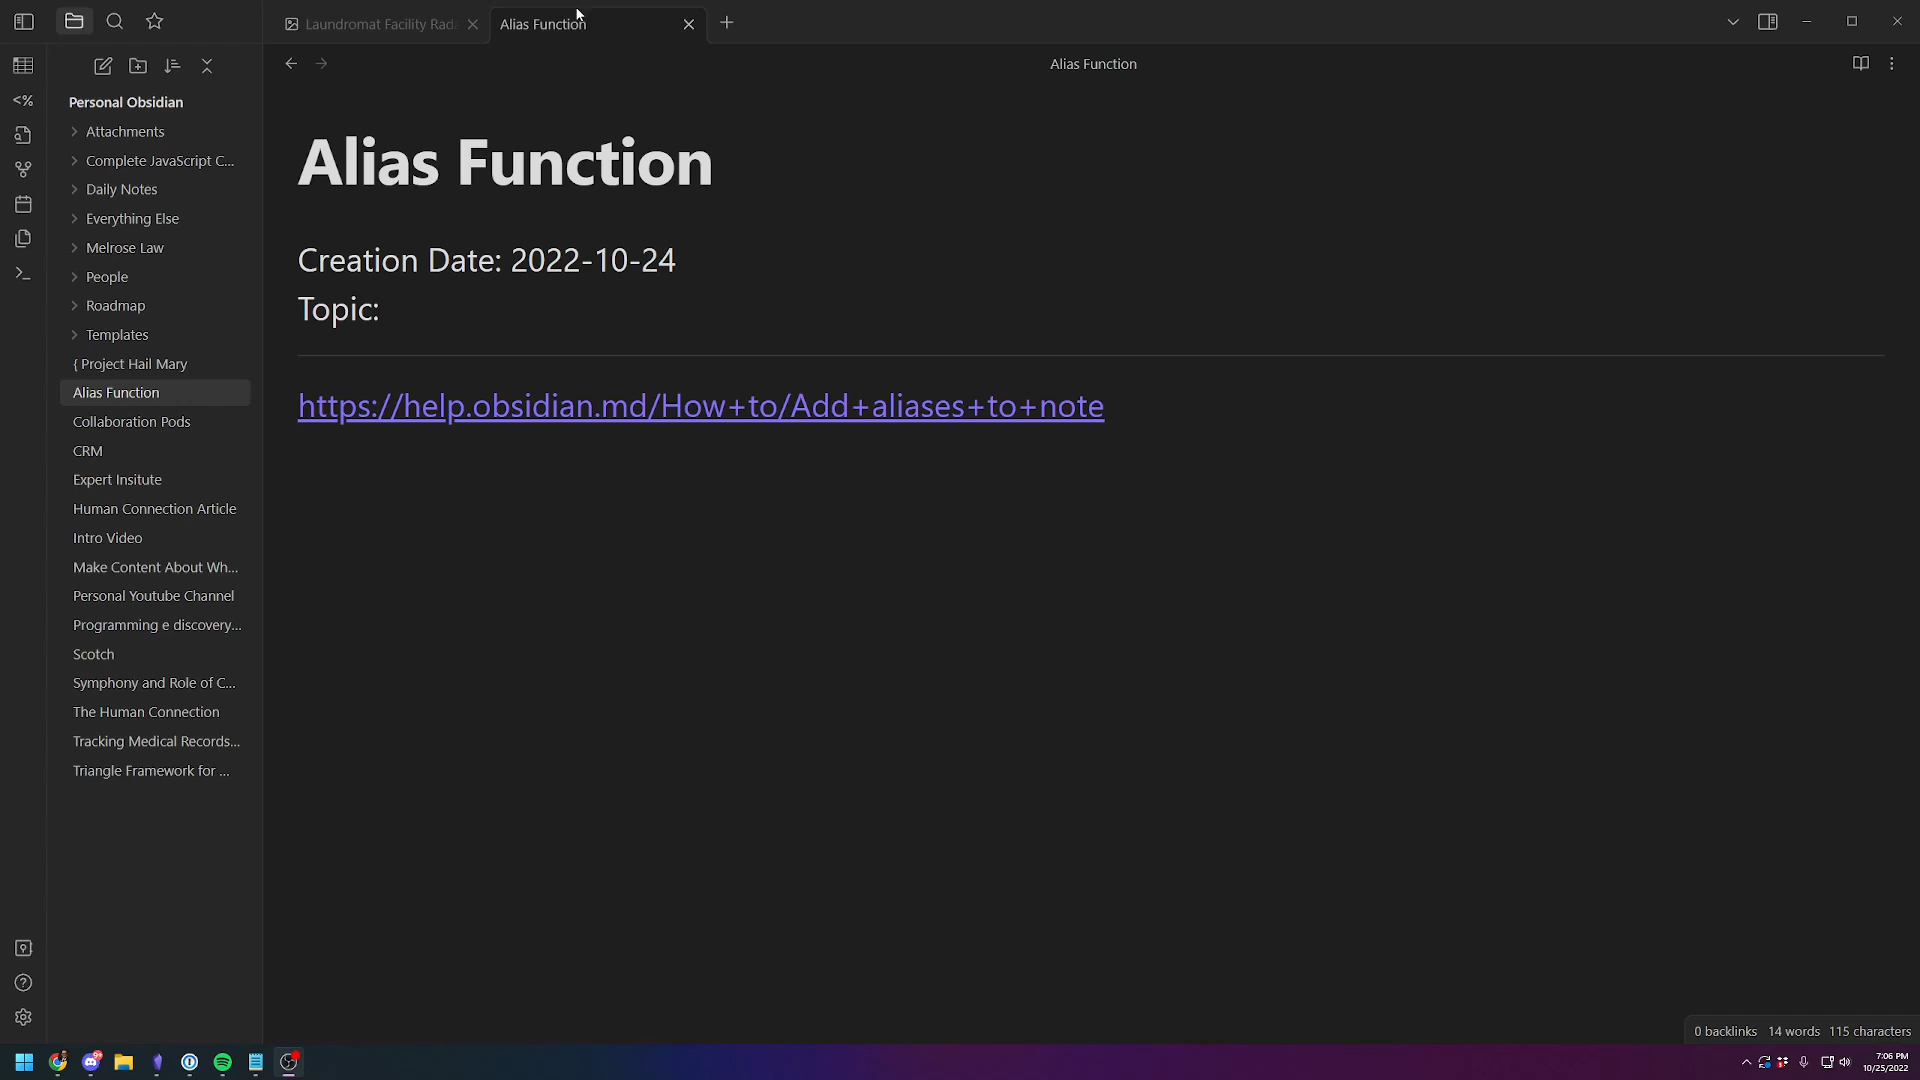 Laundromat Facility Rad
Alias Function
Alias Function
Personal Obsidian
Attachments
Complete JavaScript C...
Daily Notes
Everything Else
Melrose Law
People
Roadmap
Templates
{ Project Hail Mary
Alias Function
Collaboration Pods
CRM
Expert Insitute
Human Connection Article
Intro Video
Make Content About Wh...
Personal Youtube Channel
Programming e discovery...
Scotch
Symphony and Role of C...
The Human Connection
Tracking Medical Records...
Triangle Framework for ...
Alias Function
Creation Date: 2022-10-24
Topic:
https://help.obsidian.md/How+to/Add+aliases+to+note
0 backlinks 14 words 115 characters
7:06 PM
10/25/2022